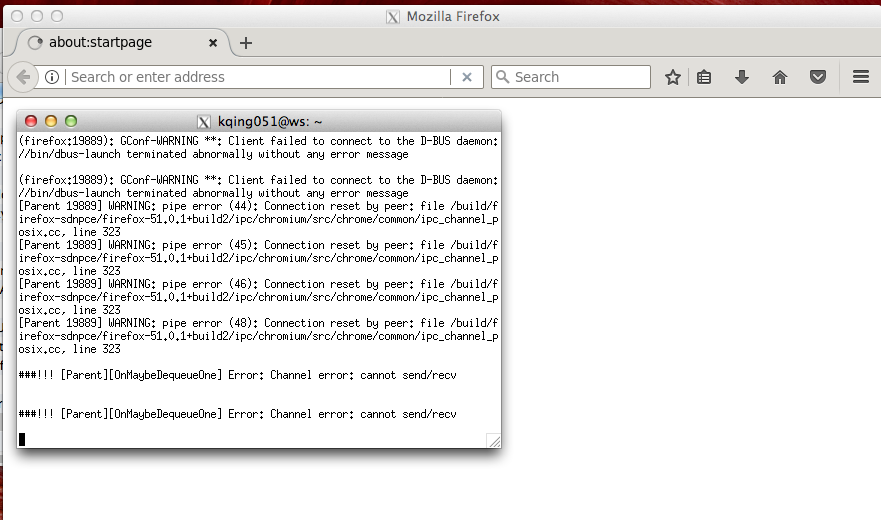 Mozilla Firefox
about:startpage
Search or enter address
Search
kqing051@ws: ~
(firefox:19889): GConf-WARNING **: Client failed to connect to the D-BUS daemon:
//bin/dbus-launch terminated abnormally without any error message
(firefox:19889): GConf-WARNING **: Client failed to connect to the D-BUS daemon:
//bin/dbus-launch terminated abnormally without any error message
[Parent 19889] WARNING: pipe error (44): Connection reset by peer: file /build/f
irefox-sdnpce/firefox-51.0.1+build2/ipc/chromium/src/chrome/common/ipc_channel_p
osix.cc, line 323
[Parent 19889] WARNING: pipe error (45): Connection reset by peer: file /build/f
irefox-sdnpce/firefox-51.0.1+build2/ipc/chromium/src/chrome/common/ipc_channel_p
osix.cc, line 323
[Parent 19889] WARNING: pipe error (46): Connection reset by peer: file /build/f
irefox-sdnpce/firefox-51.0.1+build2/ipc/chromium/src/chrome/common/ipc_channel_p
osix.cc, line 323
[Parent 19889] WARNING: pipe error (48): Connection reset by peer: file /build/f
irefox-sdnpce/firefox-51.0.1+build2/ipc/chromium/src/chrome/common/ipc_channel_p
osix.cc, line 323
###!!! [Parent][OnMaybeDequeueOne] Error: Channel error: cannot send/recv
###!!! [Parent][OnMaybeDequeueOne] Error: Channel error: cannot send/recv